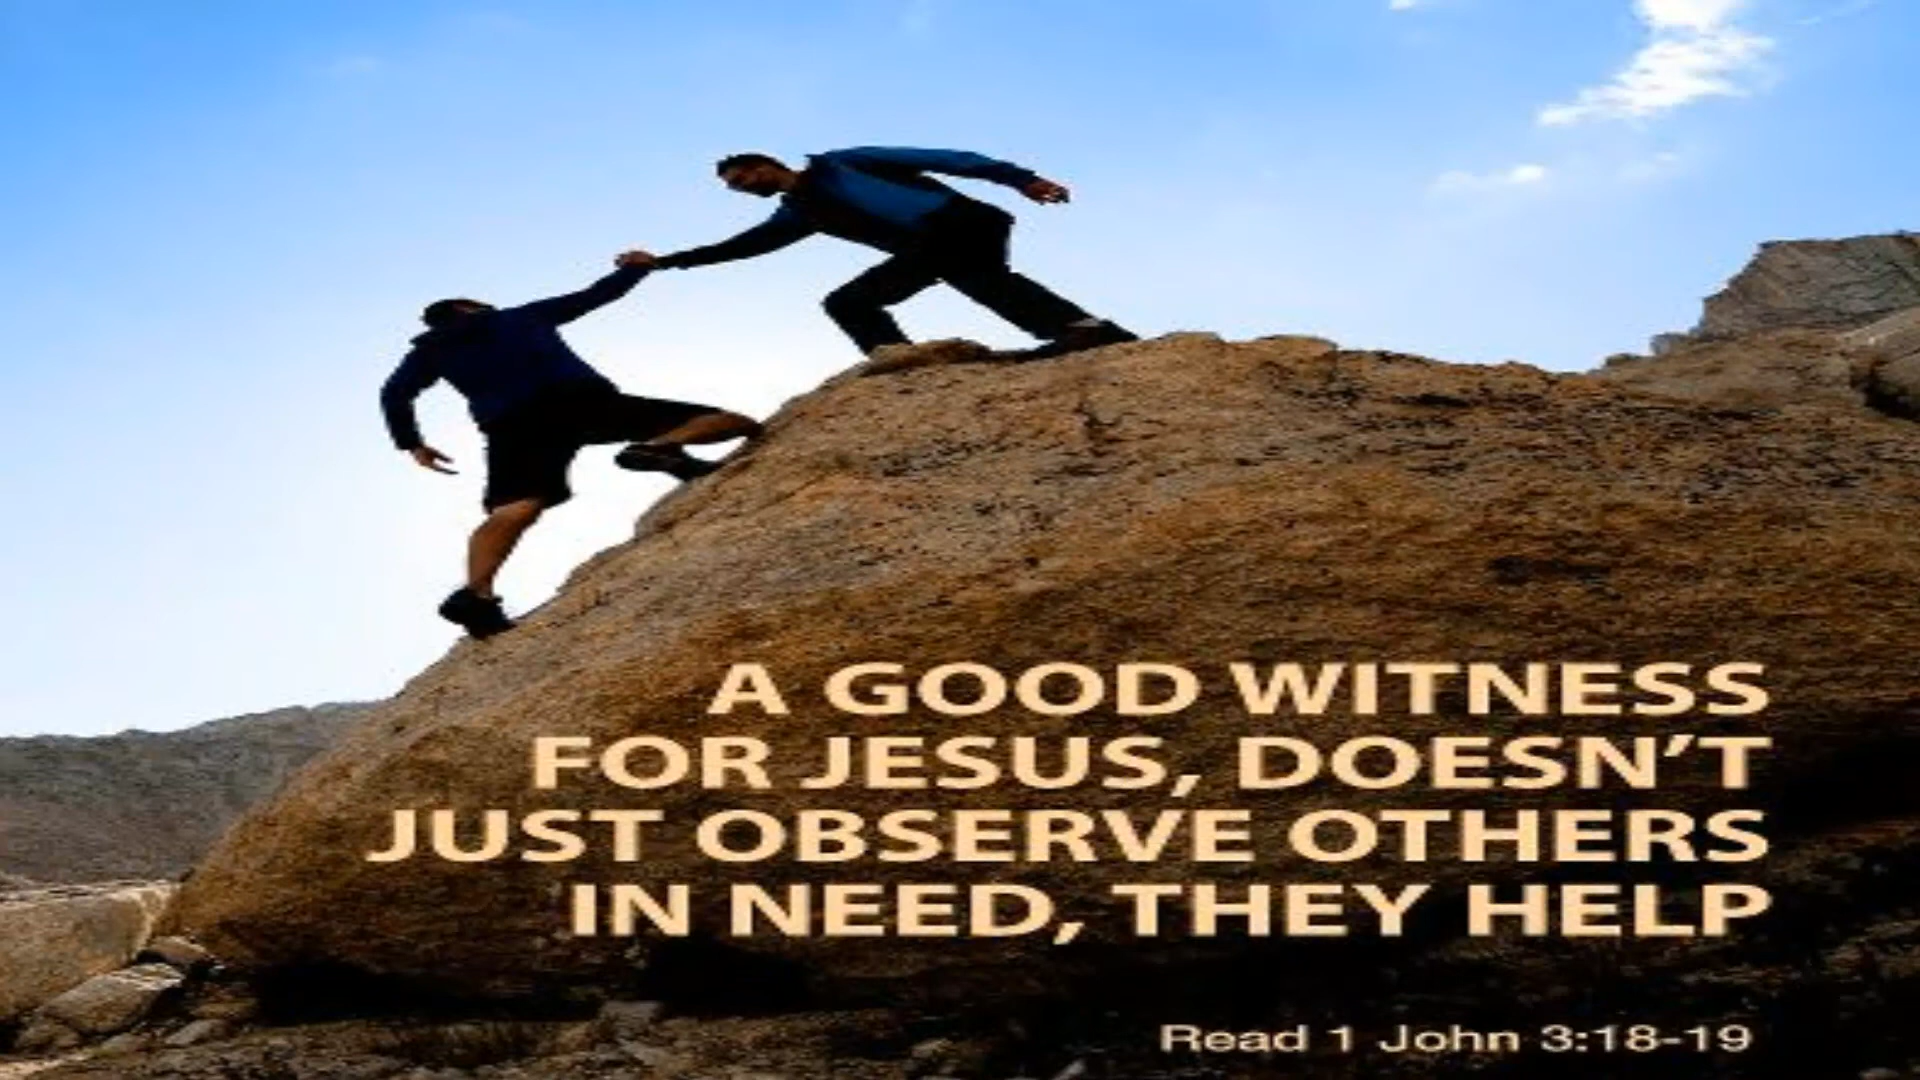 A GOOD WITNESS
FOR JESUS, DOESN'T
JUST OBSERVE OTHERS
IN NEED, THEY HELP
Read 1 John 3:18-19